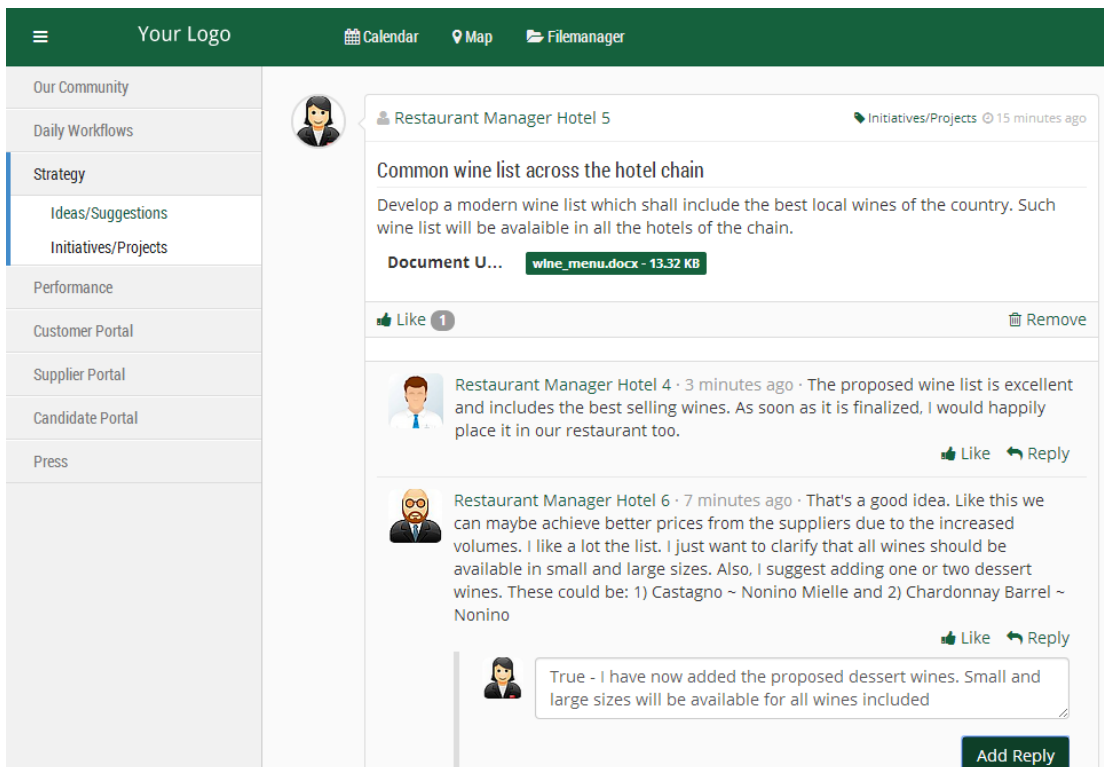 Your Logo
Calendar
Map
Filemanager
Our Community
Daily Workflows
Strategy
Ideas/Suggestions
Initiatives/Projects
Performance
Customer Portal
Supplier Portal
Candidate Portal
Press
Restaurant Manager Hotel 5
Initiatives/Projects 15 minutes ago
Common wine list across the hotel chain
Develop a modern wine list which shall include the best local wines of the country. Such
wine list will be avalaible in all the hotels of the chain.
Document U... wine_menu.docx - 13.32 KB
Like 1
Remove
Restaurant Manager Hotel 4 · 3 minutes ago · The proposed wine list is excellent
and includes the best selling wines. As soon as it is finalized, I would happily
place it in our restaurant too.
Like Reply
Restaurant Manager Hotel 6 · 7 minutes ago · That's a good idea. Like this we
can maybe achieve better prices from the suppliers due to the increased
volumes. I like a lot the list. I just want to clarify that all wines should be
available in small and large sizes. Also, I suggest adding one or two dessert
wines. These could be: 1) Castagno ~ Nonino Mielle and 2) Chardonnay Barrel ~
Nonino
Like Reply
True - I have now added the proposed dessert wines. Small and
large sizes will be available for all wines included
Add Reply